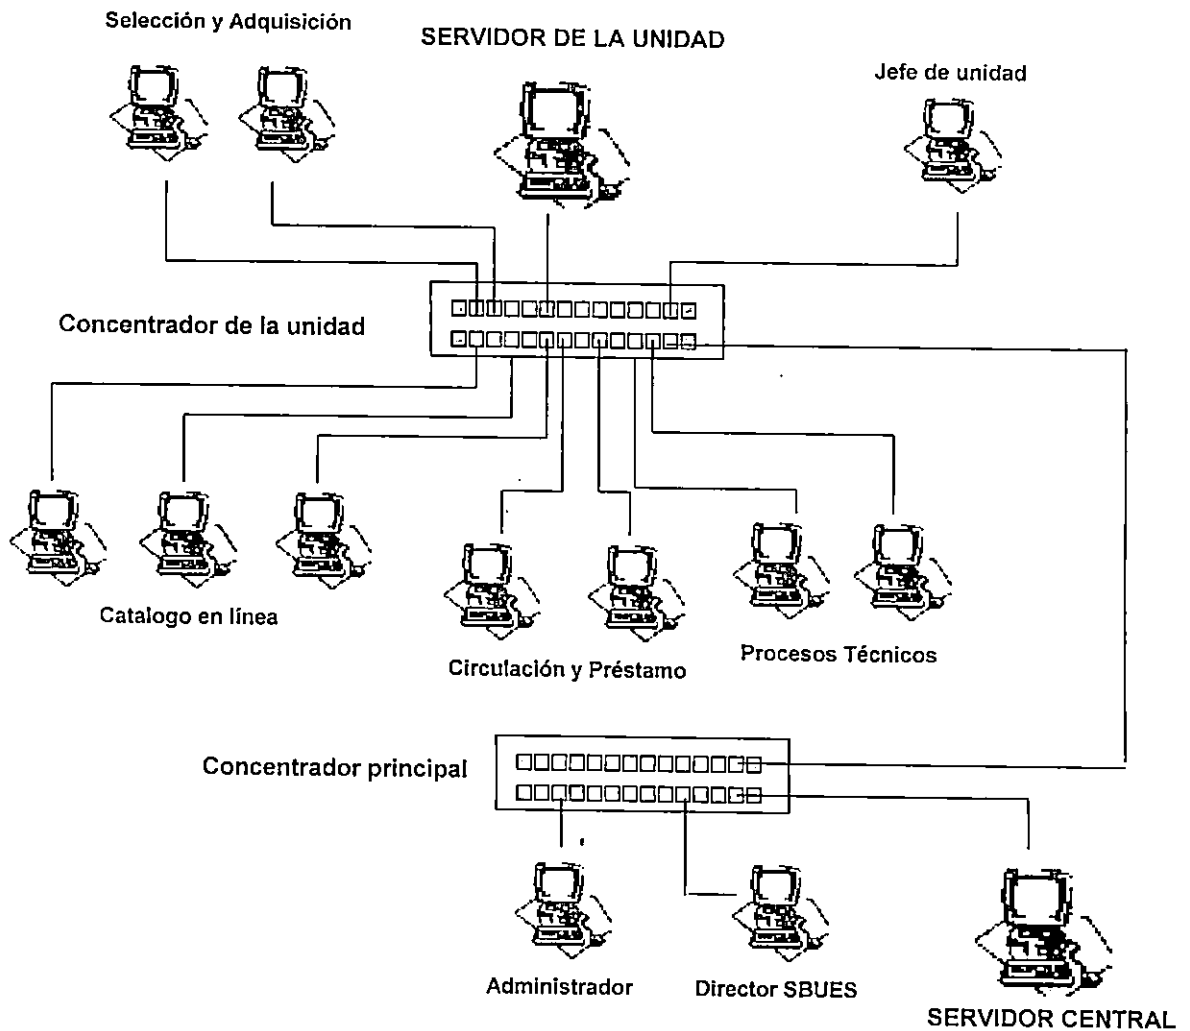 Selección y Adquisición
SERVIDOR DE LA UNIDAD
Jefe de unidad
Concentrador de la unidad
Catalogo en línea
Circulación y Préstamo
Procesos Técnicos
Concentrador principal
Administrador
Director SBUES
SERVIDOR CENTRAL